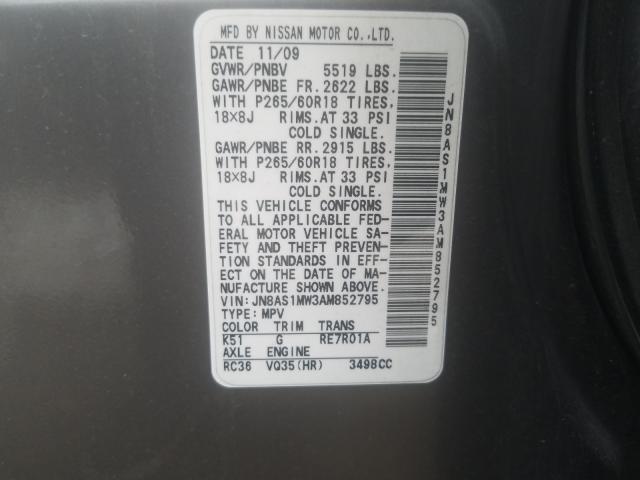 MFD BY NISSAN MOTOR CO.,LTD.
DATE 11/09
GVWR/PNBV 5519 LBS.
GAWR/PNBE FR. 2622 LBS.
WITH P265/60R18 TIRES,
18×8J RIMS.AT 33 PSI
COLD SINGLE.
GAWR/PNBE RR. 2915 LBS.
WITH P265/60R18 TIRES,
18×8J RIMS.AT 33 PSI
COLD SINGLE.
THIS VEHICLE CONFORMS
TO ALL APPLICABLE FED-
ERAL MOTOR VEHICLE SA-
FETY AND THEFT PREVEN-
TION STANDARDS IN EFF-
ECT ON THE DATE OF MA-
NUFACTURE SHOWN ABOVE.
VIN: JN8AS1MW3AM852795
TYPE: MPV
COLOR TRIM TRANS
K51 G RE7R01A
AXLE ENGINE
RC36 VQ35(HR) 3498CC
JN8AS1MW3AM852795